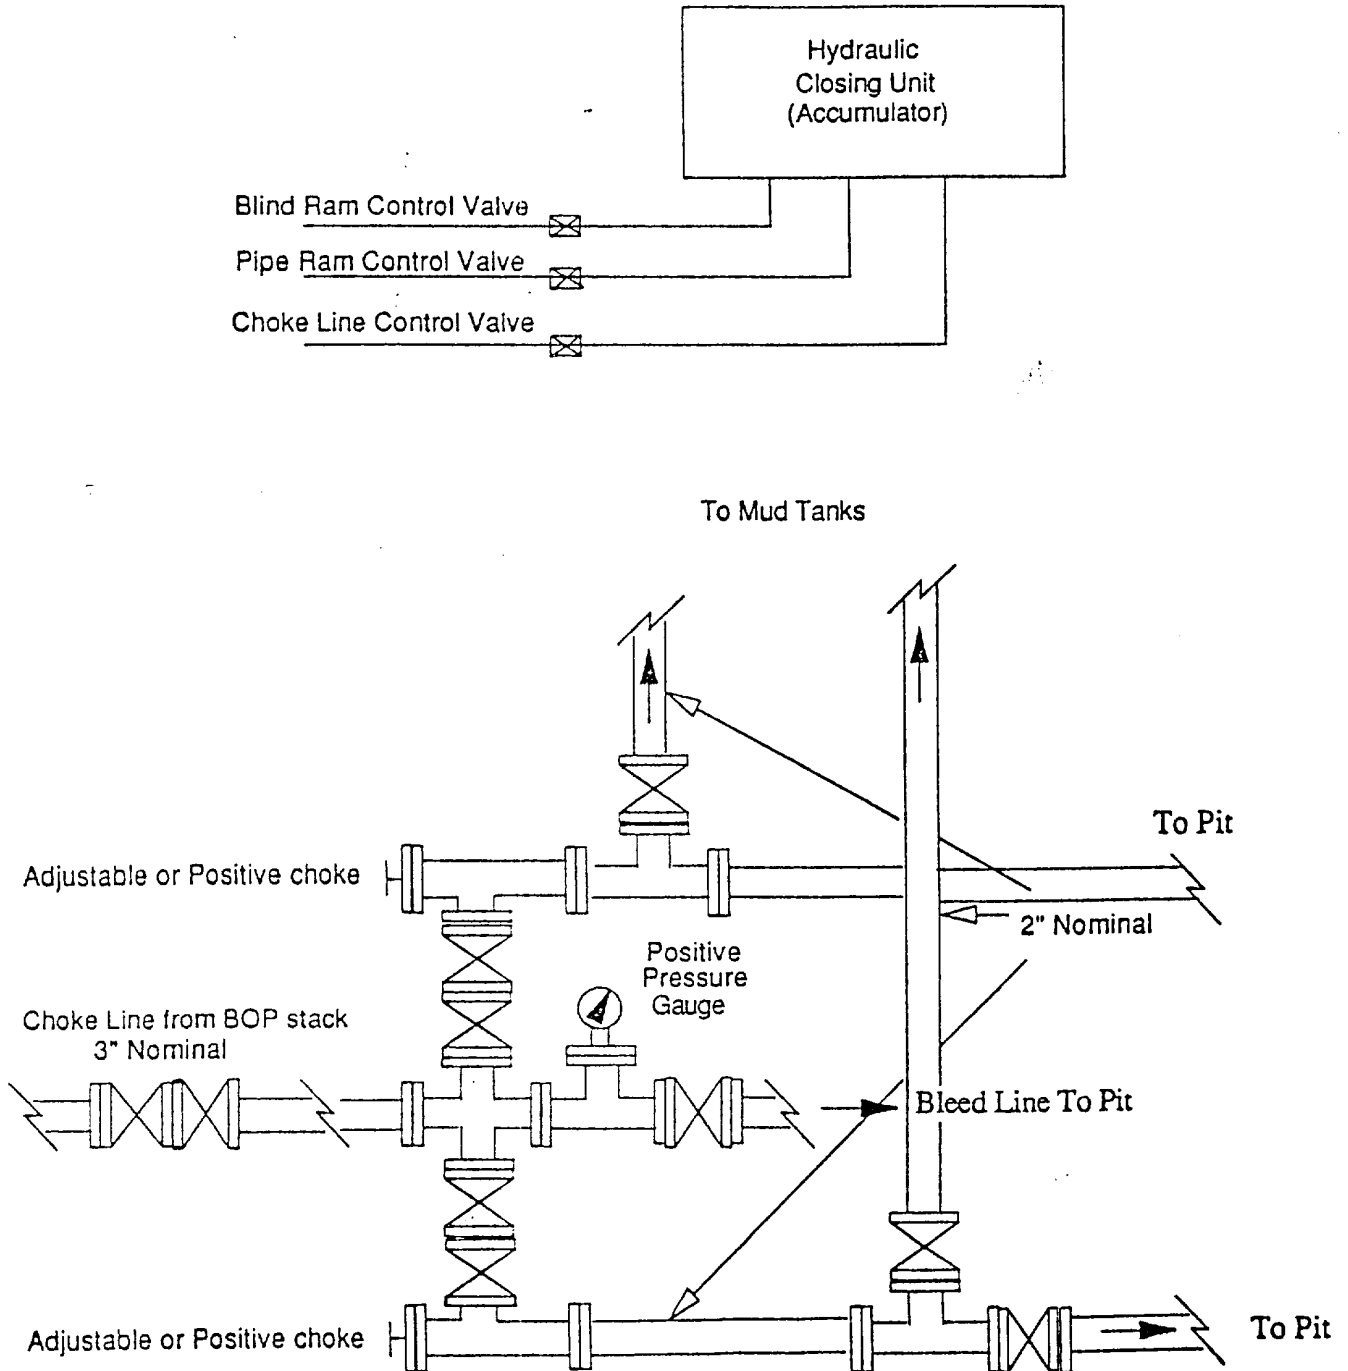 Hydraulic
Closing Unit
(Accumulator)
Blind Ram Control Valve
Pipe Ram Control Valve
Choke Line Control Valve
To Mud Tanks
To Pit
Adjustable or Positive choke
2" Nominal
Positive
Pressure
Gauge
Choke Line from BOP stack
3" Nominal
Bleed Line To Pit
Adjustable or Positive choke
To Pit